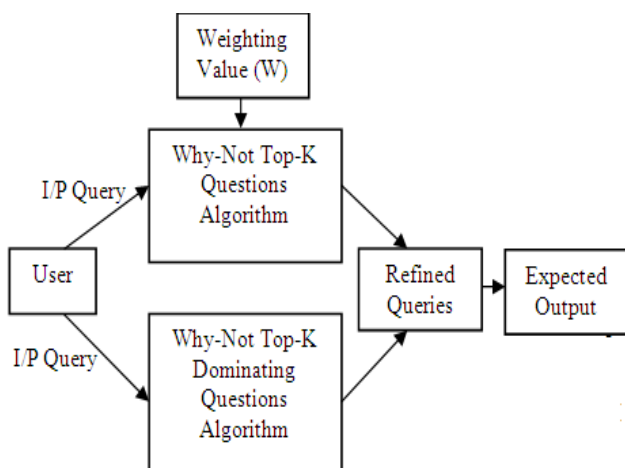 Weighting
Value (W)
Why-Not Top-K
Questions
Algorithm
I/P Query
User
Refined
Queries
Expected
Output
I/P Query
Why-Not Top-K
Dominating
Questions
Algorithm